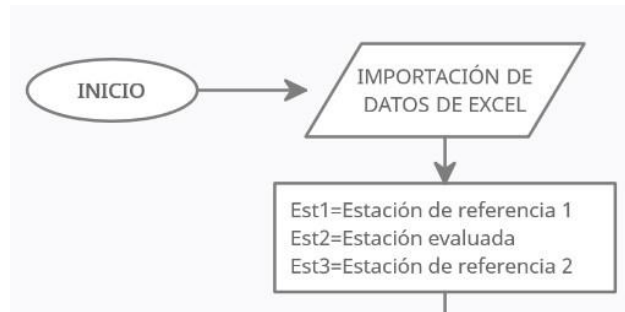 INICIO
IMPORTACIÓN DE
DATOS DE EXCEL
Est1=Estación de referencia 1
Est2=Estación evaluada
Est3=Estación de referencia 2